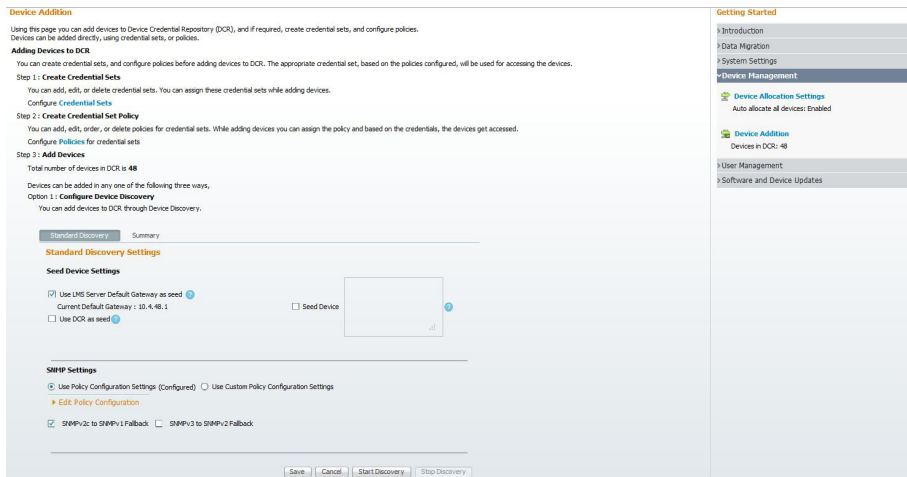 Device Addition
Using this page you can add devices to Device Credential Repository (DCR), and if required, create credential sets, and configure policies.
Devices can be added directly, using credential sets, or policies.
Adding Devices to DCR
You can create credential sets, and configure policies before adding devices to DCR. The appropriate credential set, based on the policies configured, will be used for accessing the devices.
Step 1 : Create Credential Sets
You can add, edit, or delete credential sets. You can assign these credential sets while adding devices.
Configure Credential Sets
Step 2 : Create Credential Set Policy
You can add, edit, order, or delete policies for credential sets. While adding devices you can assign the policy and based on the credentials, the devices get accessed.
Configure Policies for credential sets
Step 3 : Add Devices
Total number of devices in DCR is 48
Devices can be added in any one of the following three ways,
Option 1 : Configure Device Discovery
You can add devices to DCR through Device Discovery.
Standard Discovery Summary
Standard Discovery Settings
Seed Device Settings
Use LMS Server Default Gateway as seed ?
Current Default Gateway : 10.4.48.1
Seed Device ?
Use DCR as seed ?
SNMP Settings
Use Policy Configuration Settings (Configured) Use Custom Policy Configuration Settings
Edit Policy Configuration
SNMPv2c to SNMPv1 Fallback SNMPv3 to SNMPv2 Fallback
Save Cancel Start Discovery Stop Discovery
Getting Started
Introduction
Data Migration
System Settings
Device Management
Device Allocation Settings
Auto allocate all devices: Enabled
Device Addition
Devices in DCR: 48
User Management
Software and Device Updates